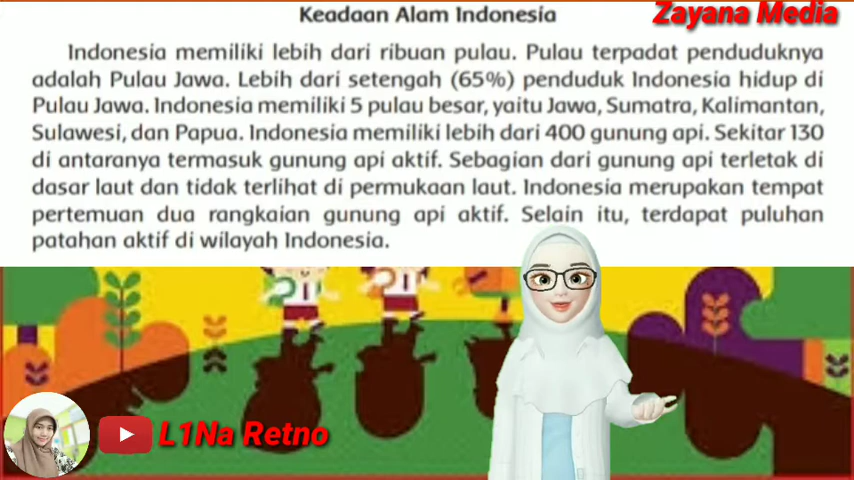 Keadaan Alam Indonesia
Zayana Media
Indonesia memiliki lebih dari ribuan pulau. Pulau terpadat penduduknya
adalah Pulau Jawa. Lebih dari setengah (65%) penduduk Indonesia hidup di
Pulau Jawa. Indonesia memiliki 5 pulau besar, yaitu Jawa, Sumatra, Kalimantan,
Sulawesi, dan Papua. Indonesia memiliki lebih dari 400 gunung api. Sekitar 130
di antaranya termasuk gunung api aktif. Sebagian dari gunung api terletak di
dasar laut dan tidak terlihat di permukaan laut. Indonesia merupakan tempat
pertemuan dua rangkaian gunung api aktif. Selain itu, terdapat puluhan
patahan aktif di wilayah Indonesia.
L1Na Retno